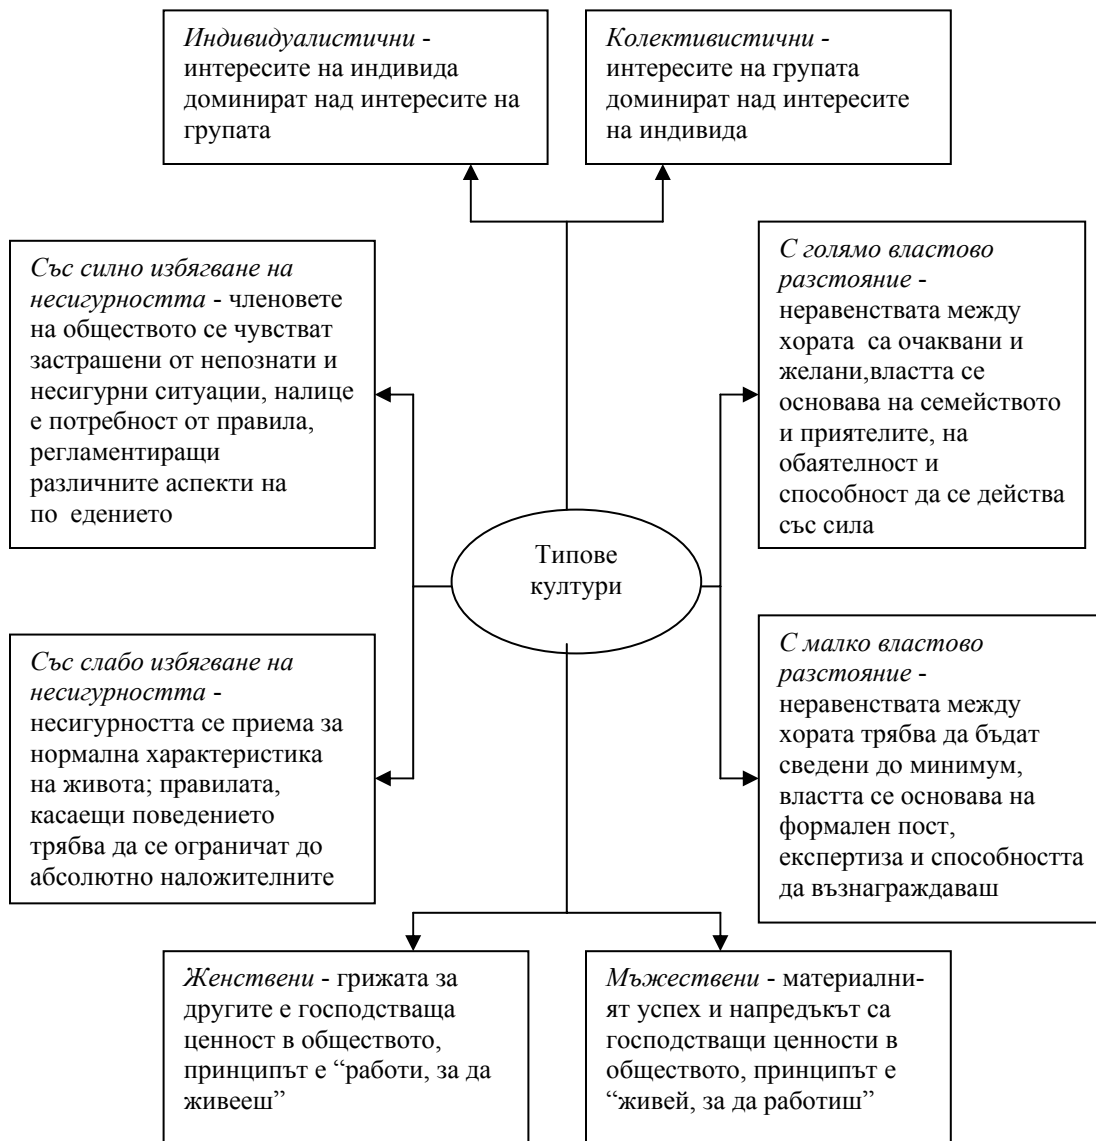 Индивидуалистични -
интересите на индивида
доминират над интересите на
групата
Колективистични -
интересите на групата
доминират над интересите
на индивида
Със силно избягване на
несигурността - членовете
на обществото се чувстват
застрашени от непознати и
несигурни ситуации, налице
е потребност от правила,
регламентиращи
различните аспекти на
по едението
С голямо властово
разстояние -
неравенствата между
хората са очаквани и
желани,властта се
основава на семейството
и приятелите, на
обаятелност и
способност да се действа
със сила
Типове
култури
Със слабо избягване на
несигурността -
несигурността се приема за
нормална характеристика
на живота; правилата,
касаещи поведението
трябва да се ограничат до
абсолютно наложителните
С малко властово
разстояние -
неравенствата между
хората трябва да бъдат
сведени до минимум,
властта се основава на
формален пост,
експертиза и способността
да възнаграждаваш
Женствени - грижата за
другите е господстваща
ценност в обществото,
принципът е “работи, за да
живееш”
Мъжествени - материални-
ят успех и напредъкът са
господстващи ценности в
обществото, принципът е
“живей, за да работиш”